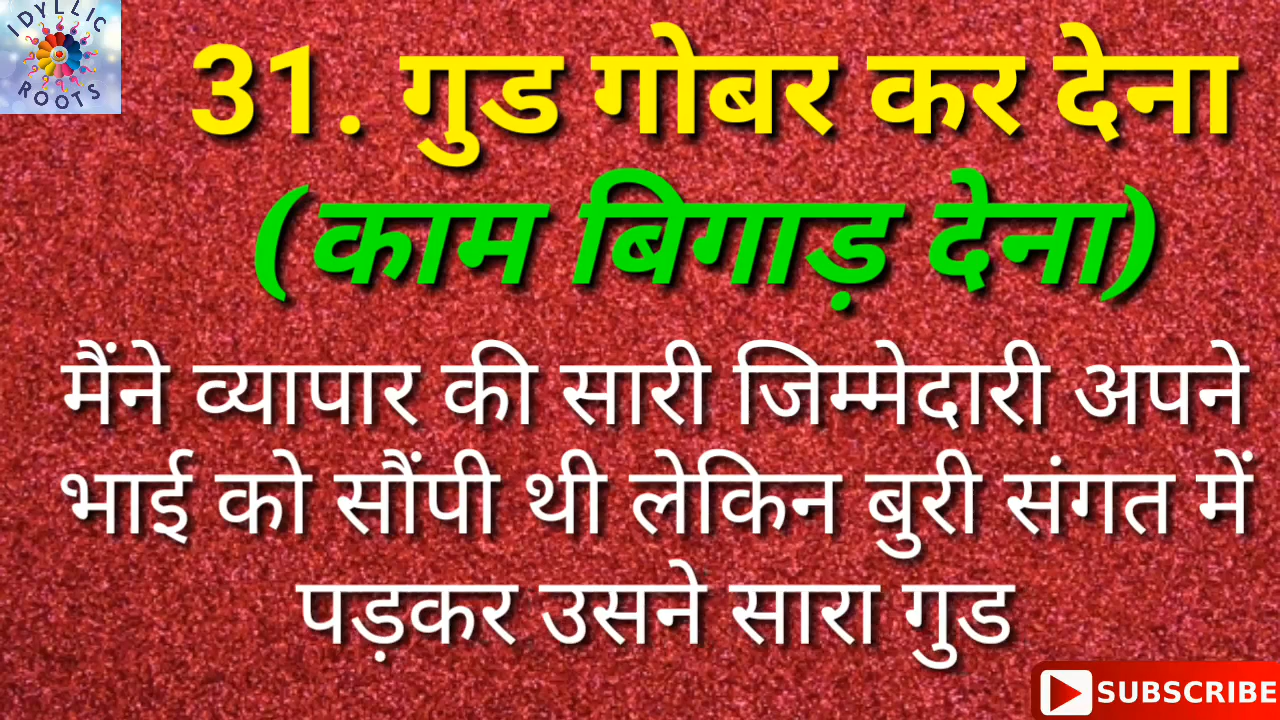 IDYLLIC
ROOTS
31. गुड गोबर कर देना
(काम बिगाड़ देना)
मैंने व्यापार की सारी जिम्मेदारी अपने
भाई को सौंपी थी लेकिन बुरी संगत में
पड़कर उसने सारा गुड
SUBSCRIBE